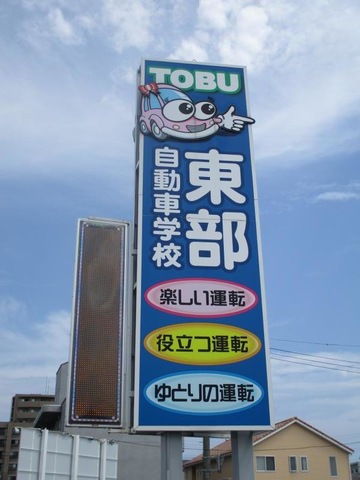 TOBU
東部
自動車学校
楽しい運転
役立つ運転
ゆとりの運転